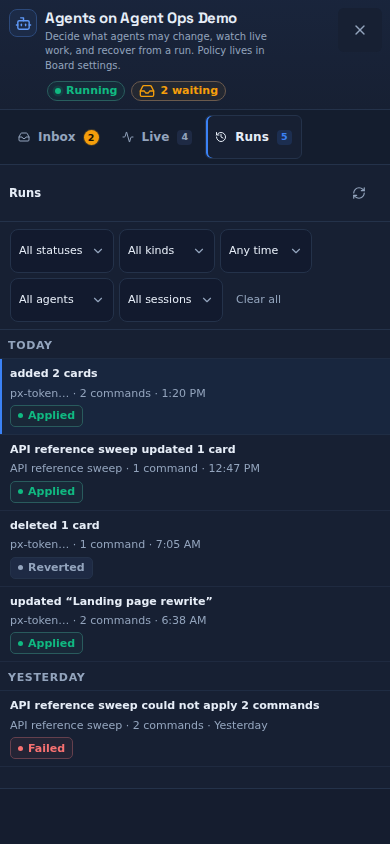 Agents on Agent Ops Demo
Decide what agents may change, watch live
work, and recover from a run. Policy lives in
Board settings.
Running
2 waiting
Inbox 2
Live 4
Runs 5
Runs
All statuses
All kinds
Any time
All agents
All sessions
Clear all
TODAY
added 2 cards
px-token… · 2 commands · 1:20 PM
Applied
API reference sweep updated 1 card
API reference sweep · 1 command · 12:47 PM
Applied
deleted 1 card
px-token… · 1 command · 7:05 AM
Reverted
updated “Landing page rewrite”
px-token… · 2 commands · 6:38 AM
Applied
YESTERDAY
API reference sweep could not apply 2 commands
API reference sweep · 2 commands · Yesterday
Failed